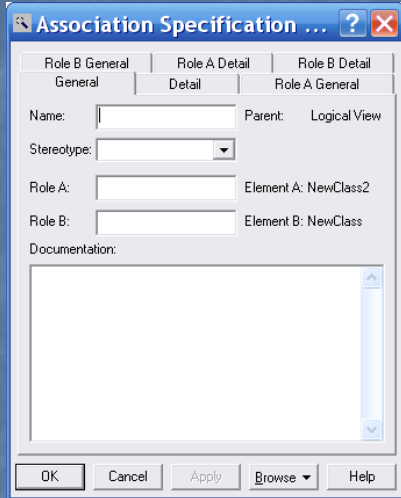 Association Specification ...
Role B General Role A Detail Role B Detail
General Detail Role A General
Name: Parent: Logical View
Stereotype:
Role A: Element A: NewClass2
Role B: Element B: NewClass
Documentation:
OK Cancel Apply Browse Help